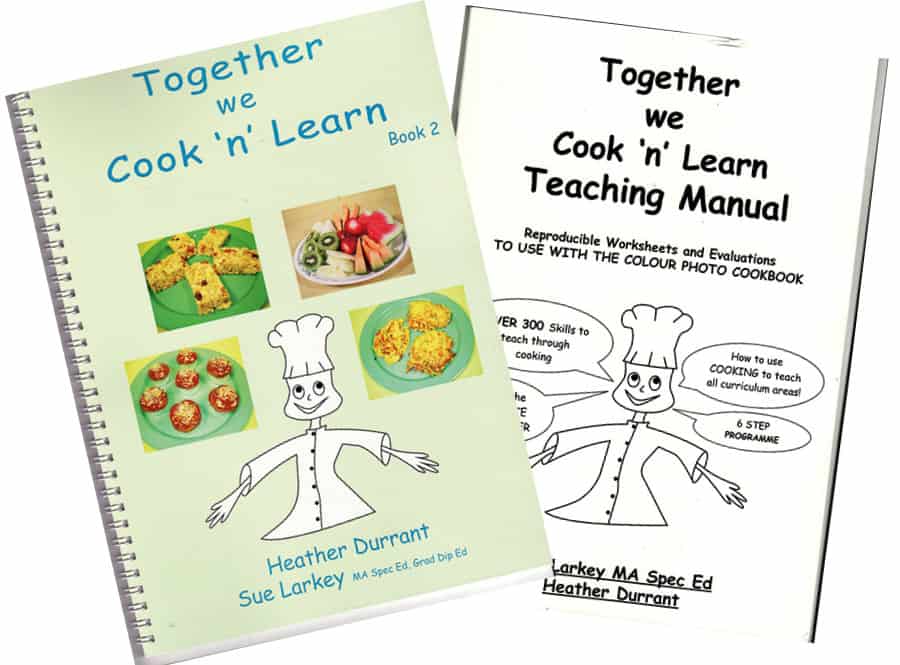 Together
we
Cook 'n' Learn
Book 2
Heather Durrant
Sue Larkey MA Spec Ed, Grad Dip Ed
Together
we
Cook 'n' Learn
Teaching Manual
Reproducible Worksheets and Evaluations
TO USE WITH THE COLOUR PHOTO COOKBOOK
VER 300 Skills to
each through
cooking
How to use
COOKING to teach
all curriculum areas!
6 STEP
PROGRAMME
Larkey MA Spec Ed
Heather Durrant